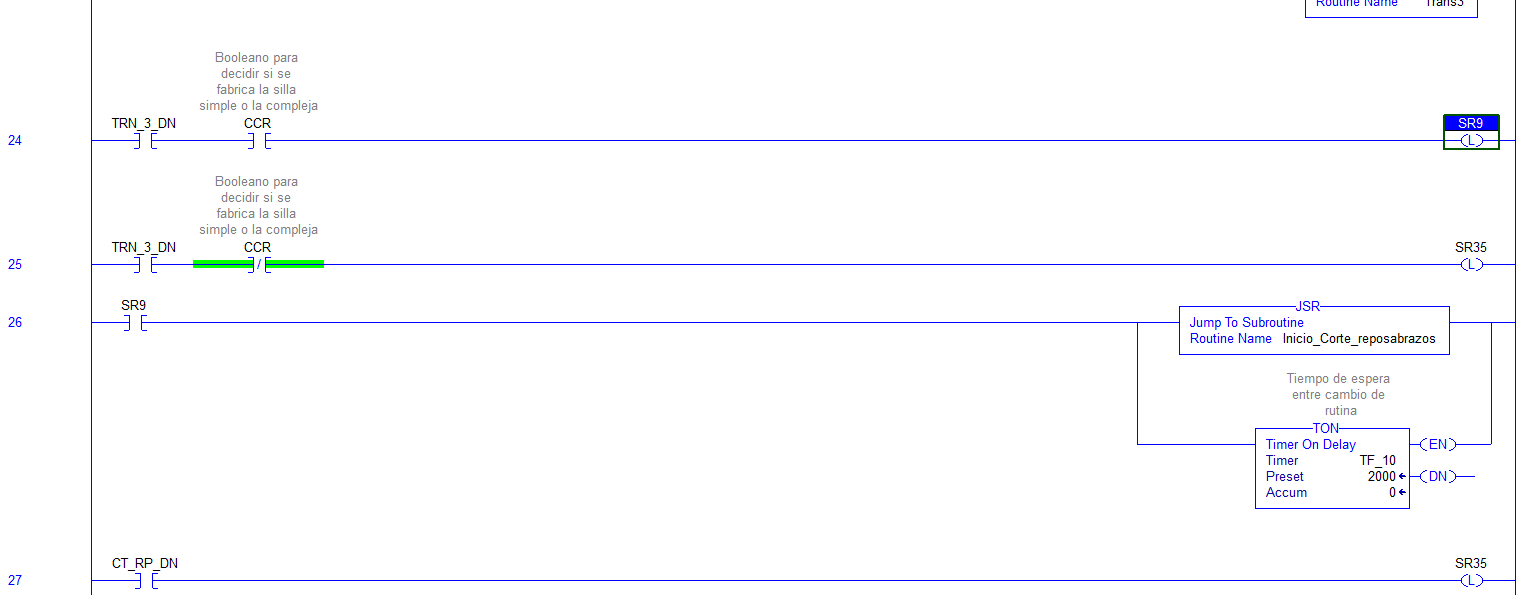 Routine Name Trans3
Booleano para
decidir si se
fabrica la silla
simple o la compleja
TRN_3_DN CCR SR9
24 L
Booleano para
decidir si se
fabrica la silla
simple o la compleja
TRN_3_DN CCR SR35
25 / L
SR9
JSR
26 Jump To Subroutine
Routine Name Inicio_Corte_reposabrazos
Tiempo de espera
entre cambio de
rutina
TON
Timer On Delay EN
Timer TF_10
Preset 2000 DN
Accum 0
CT_RP_DN SR35
27 L